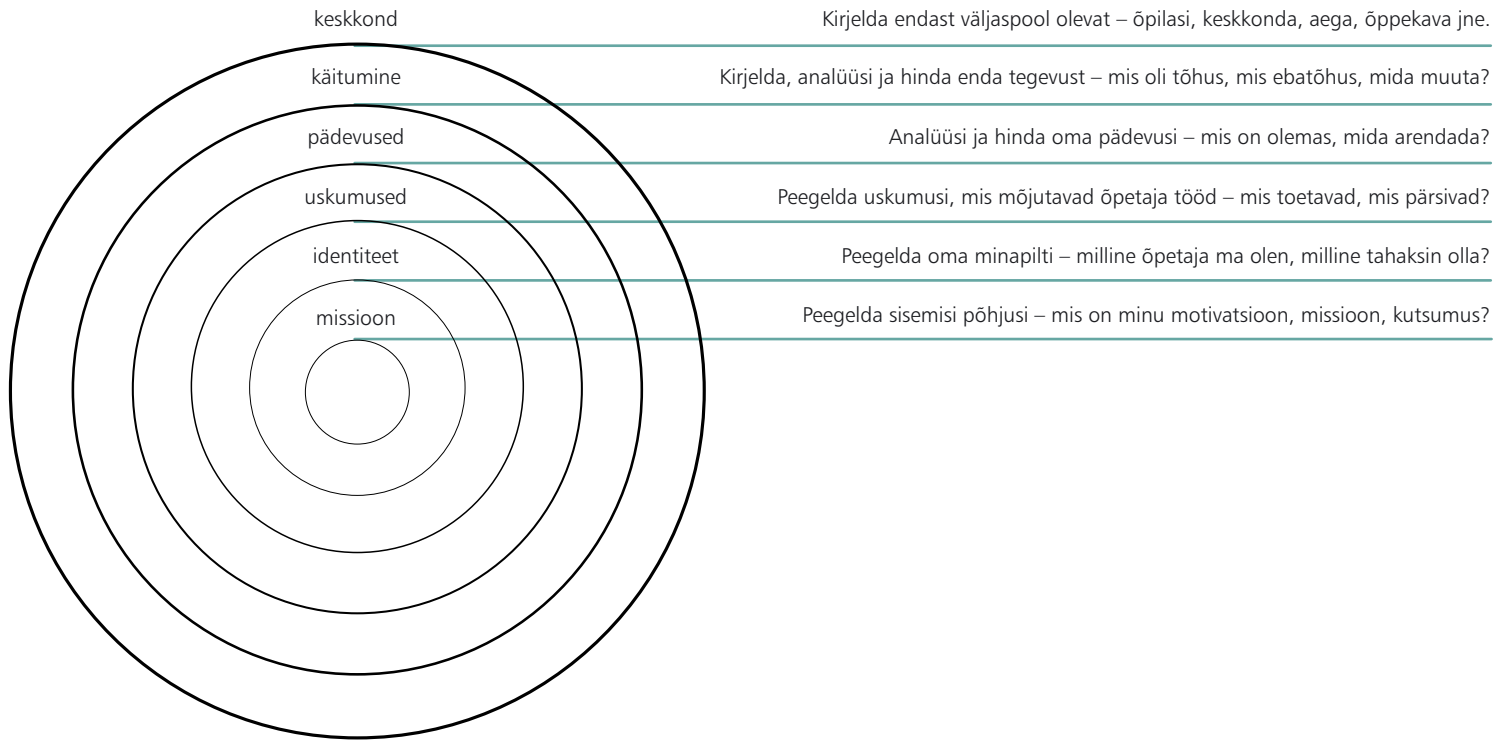 keskkond
Kirjelda endast väljaspool olevat – õpilasi, keskkonda, aega, õppekava jne.
käitumine
Kirjelda, analüüsi ja hinda enda tegevust – mis oli tõhus, mis ebatõhus, mida muuta?
pädevused
Analüüsi ja hinda oma pädevusi – mis on olemas, mida arendada?
uskumused
Peegelda uskumusi, mis mõjutavad õpetaja tööd – mis toetavad, mis pärsivad?
identiteet
Peegelda oma minapilti – milline õpetaja ma olen, milline tahaksin olla?
missioon
Peegelda sisemisi põhjusi – mis on minu motivatsioon, missioon, kutsumus?